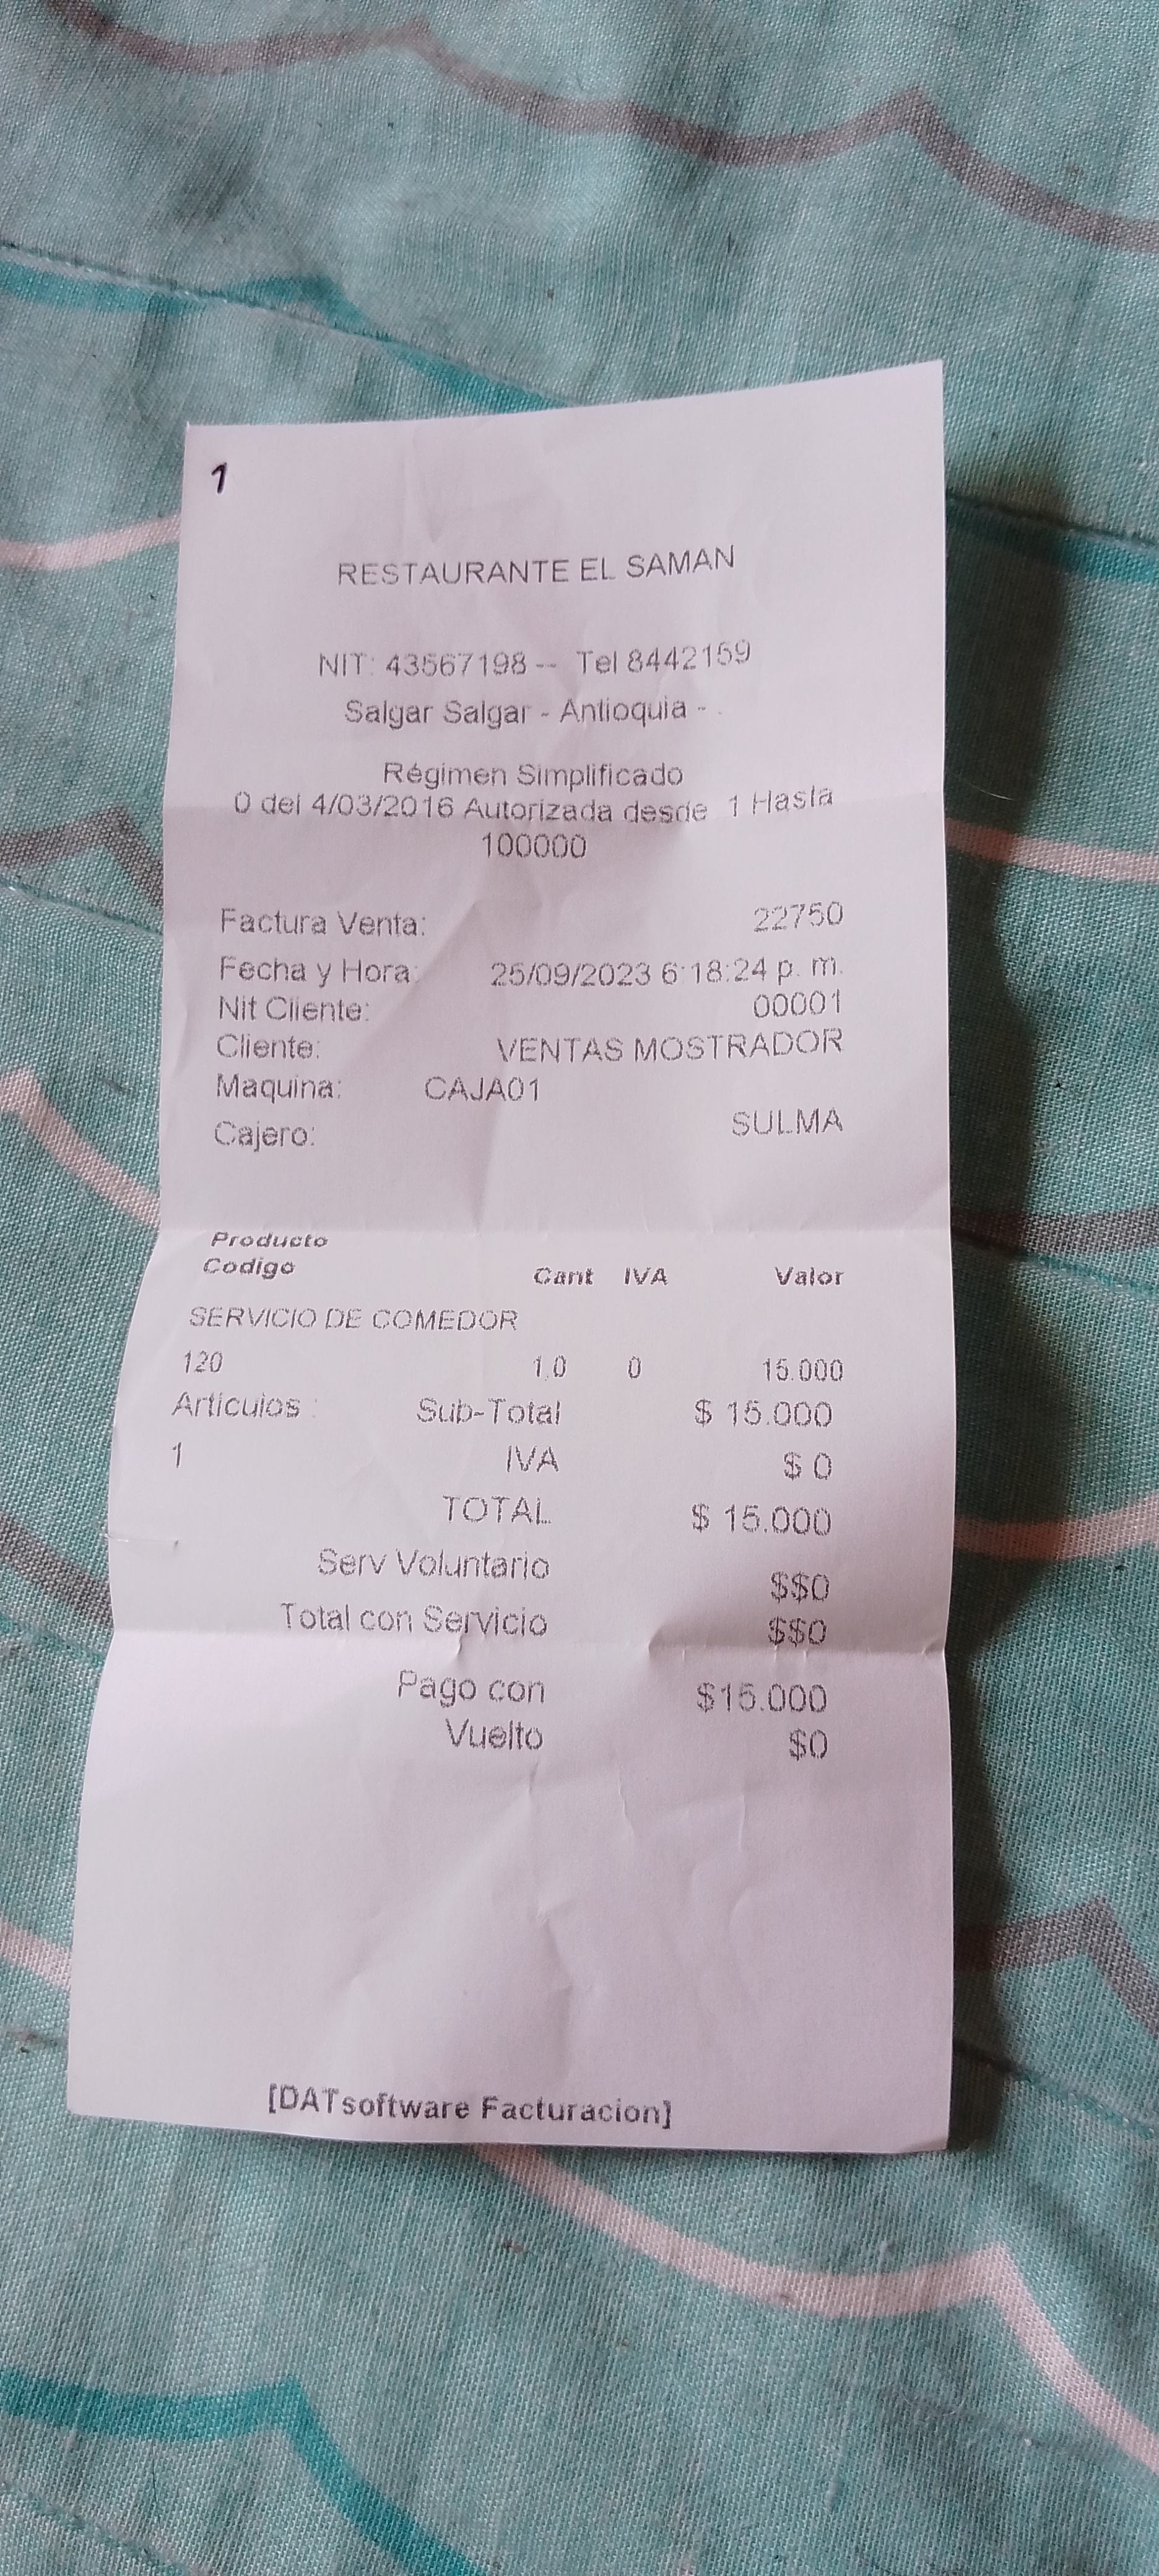 1
RESTAURANTE EL SAMAN
NIT: 43567198 -- Tel 8442159
Salgar Salgar - Antioquia - .
Régimen Simplificado
0 del 4/03/2016 Autorizada desde 1 Hasta
100000
Factura Venta: 22750
Fecha y Hora: 25/09/2023 6:18:24 p. m.
Nit Cliente: 00001
Cliente: VENTAS MOSTRADOR
Maquina: CAJA01
Cajero: SULMA
Producto
Codigo Cant IVA Valor
SERVICIO DE COMEDOR
120 1,0 0 15.000
Articulos : Sub-Total $ 15.000
1 IVA $ 0
TOTAL $ 15.000
Serv Voluntario $$0
Total con Servicio $$0
Pago con $15.000
Vuelto $0
[DATsoftware Facturacion]